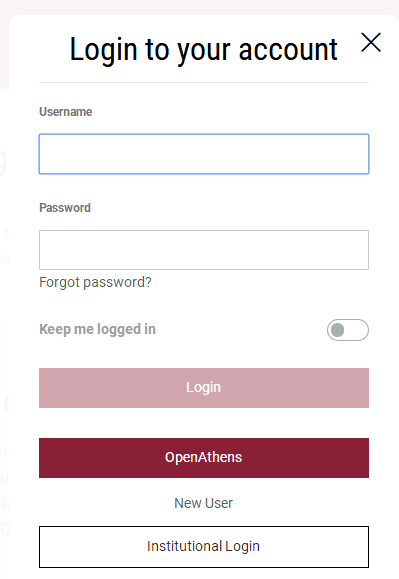 Login to your account
Username
Password
Forgot password?
Keep me logged in
Login
OpenAthens
New User
Institutional Login